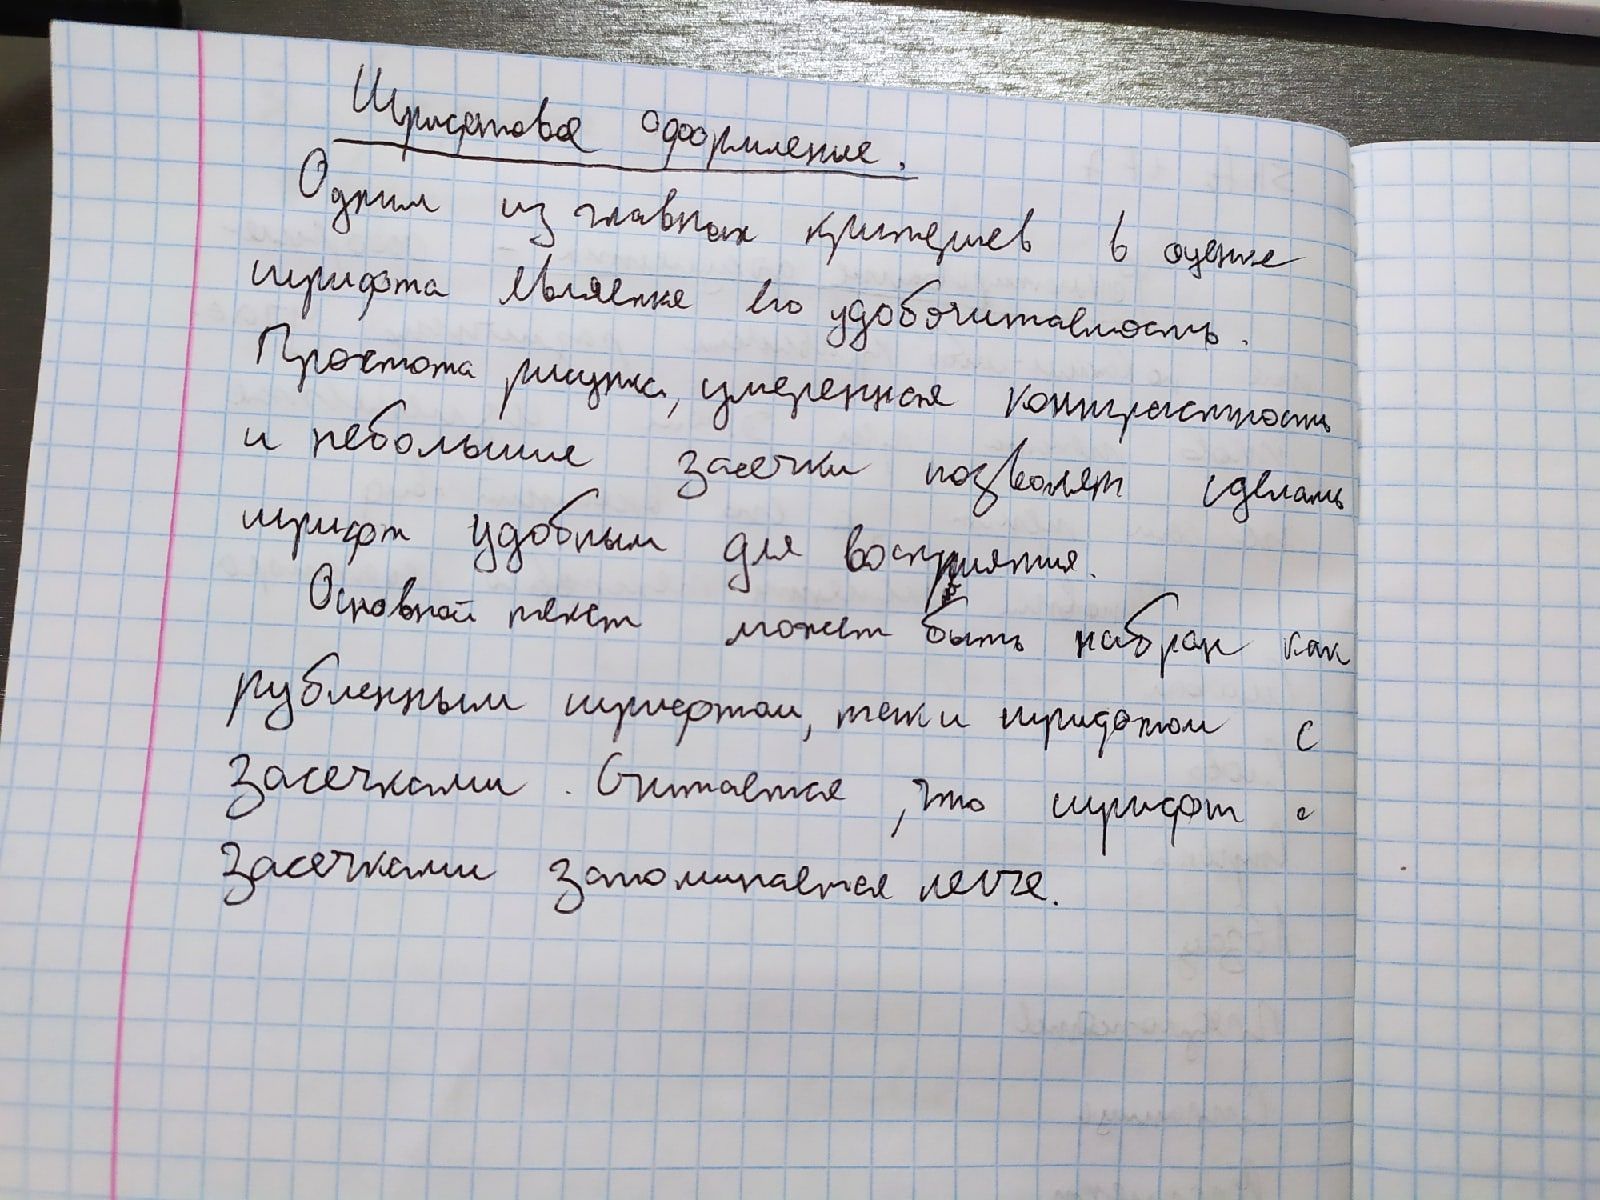 Шрифтовое оформление.
Одним из главных критериев в оценке
шрифта является его удобочитаемость.
Простота рисунка, умеренная контрастность
и небольшие засечки позволят сделать
шрифт удобным для восприятия.
Основной текст может быть набран как
рубленным шрифтом, так и шрифтом с
засечками. Считается, что шрифт с
засечками запоминается легче.